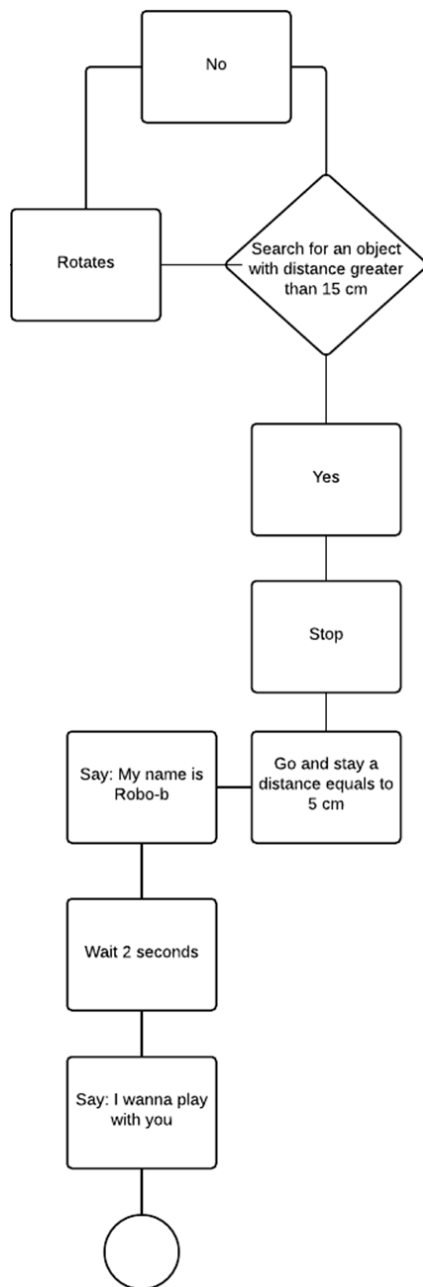 No
Rotates
Search for an object
with distance greater
than 15 cm
Yes
Stop
Go and stay a
distance equals to
5 cm
Say: My name is
Robo-b
Wait 2 seconds
Say: I wanna play
with you